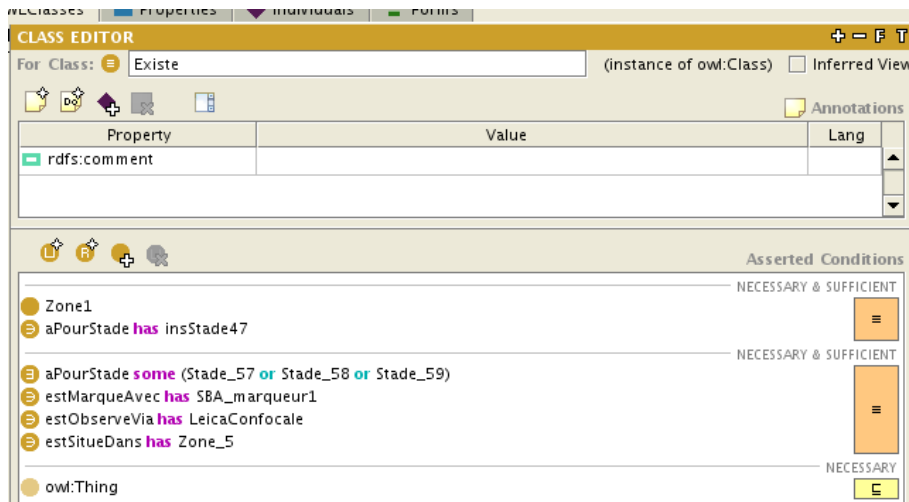 WLClasses Properties Individuals Forms
CLASS EDITOR F T
For Class: Existe (instance of owl:Class) Inferred View
Annotations
Property Value Lang
rdfs:comment
Asserted Conditions
NECESSARY & SUFFICIENT
Zone1
aPourStade has insStade47
NECESSARY & SUFFICIENT
aPourStade some (Stade_57 or Stade_58 or Stade_59)
estMarqueAvec has SBA_marqueur1
estObserveVia has LeicaConfocale
estSitueDans has Zone_5
NECESSARY
owl:Thing